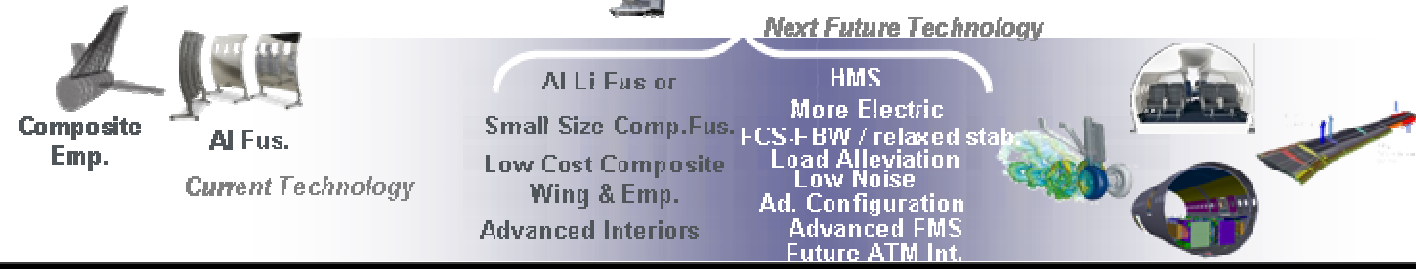 Next Future Technology
Composite
Emp.
Al Fus.
Current Technology
Al Li Fus or
Small Size Comp.Fus.
Low Cost Composite
Wing & Emp.
Advanced Interiors
HMS
More Electric
FCS-FBW / relaxed stab.
Load Alleviation
Low Noise
Ad. Configuration
Advanced FMS
Future ATM Int.